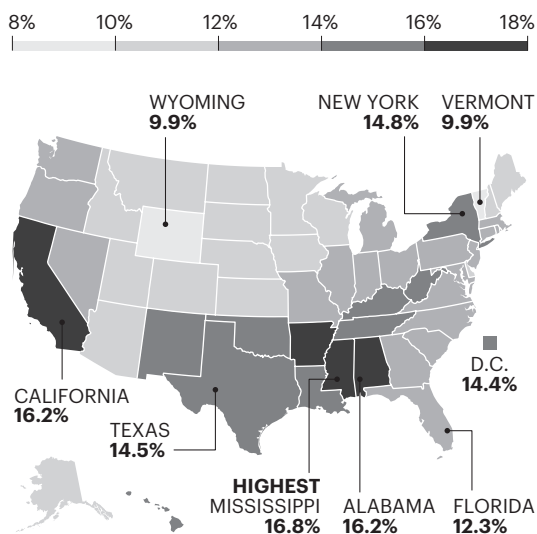 8% 10% 12% 14% 16% 18%
WYOMING
9.9%
NEW YORK
14.8%
VERMONT
9.9%
D.C.
14.4%
CALIFORNIA
16.2%
TEXAS
14.5%
HIGHEST
MISSISSIPPI
16.8%
ALABAMA
16.2%
FLORIDA
12.3%